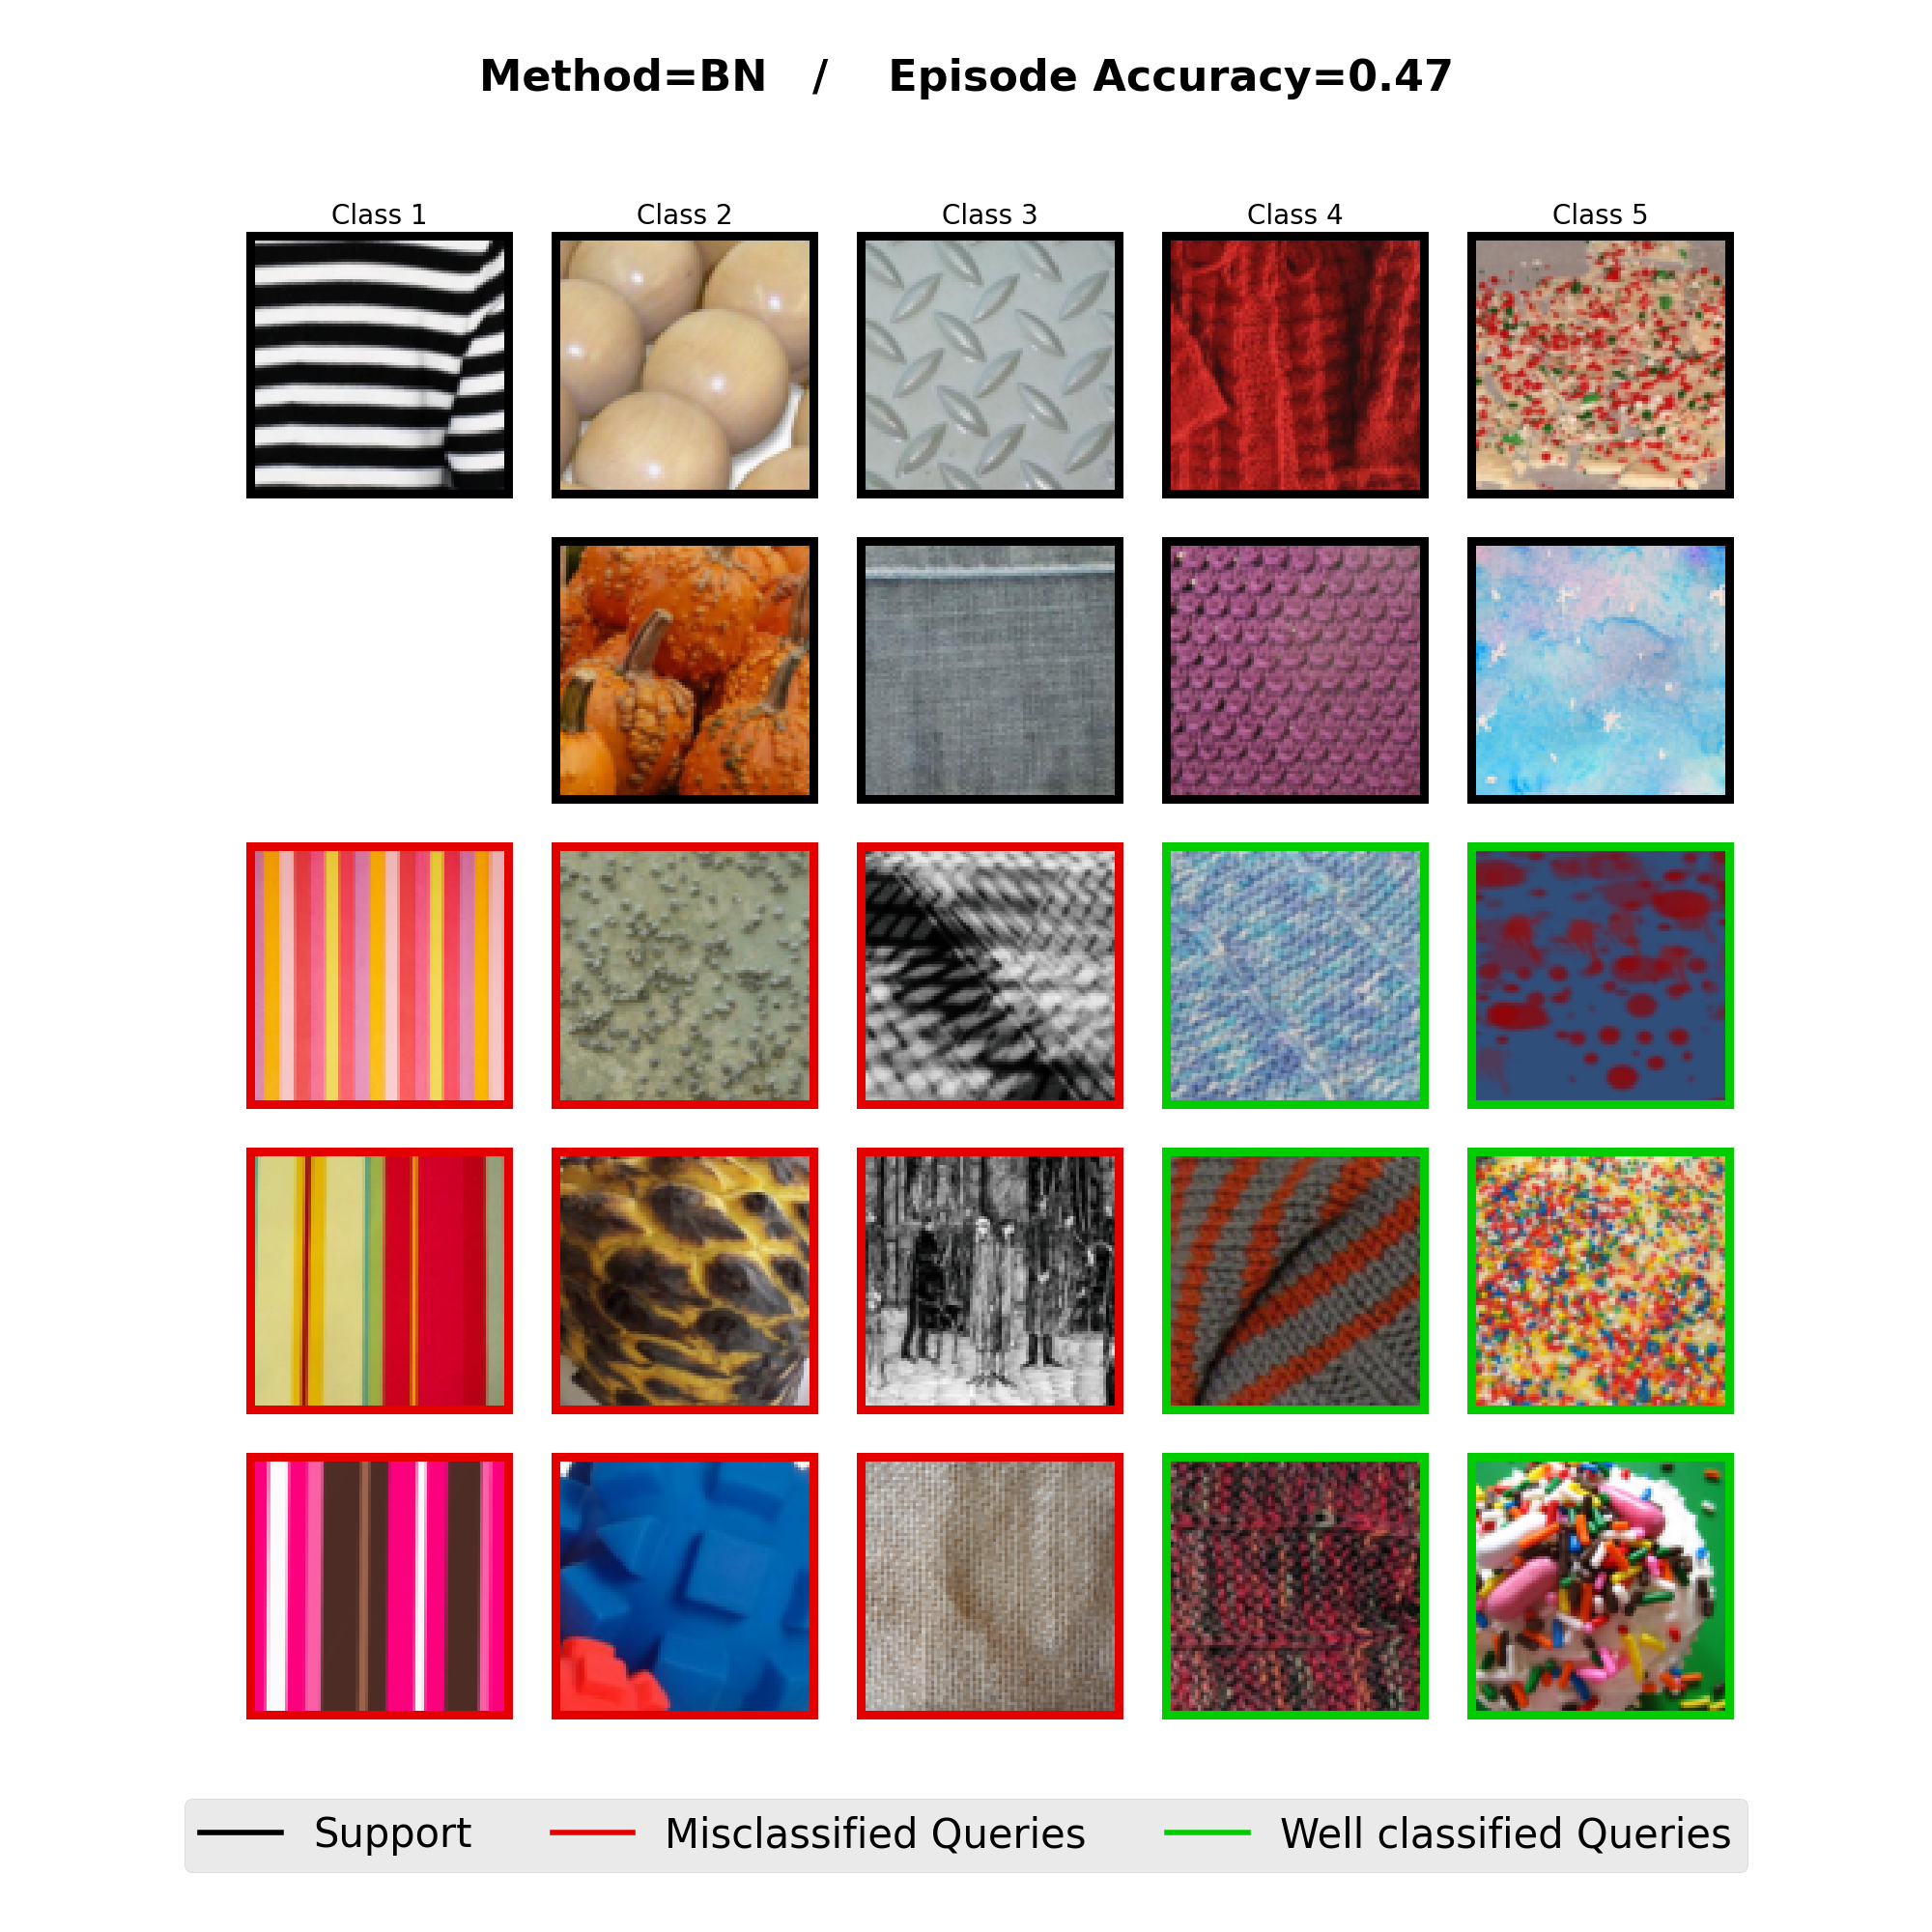 Method=BN / Episode Accuracy=0.47
Class 1 Class 2 Class 3 Class 4 Class 5
Support Misclassified Queries Well classified Queries